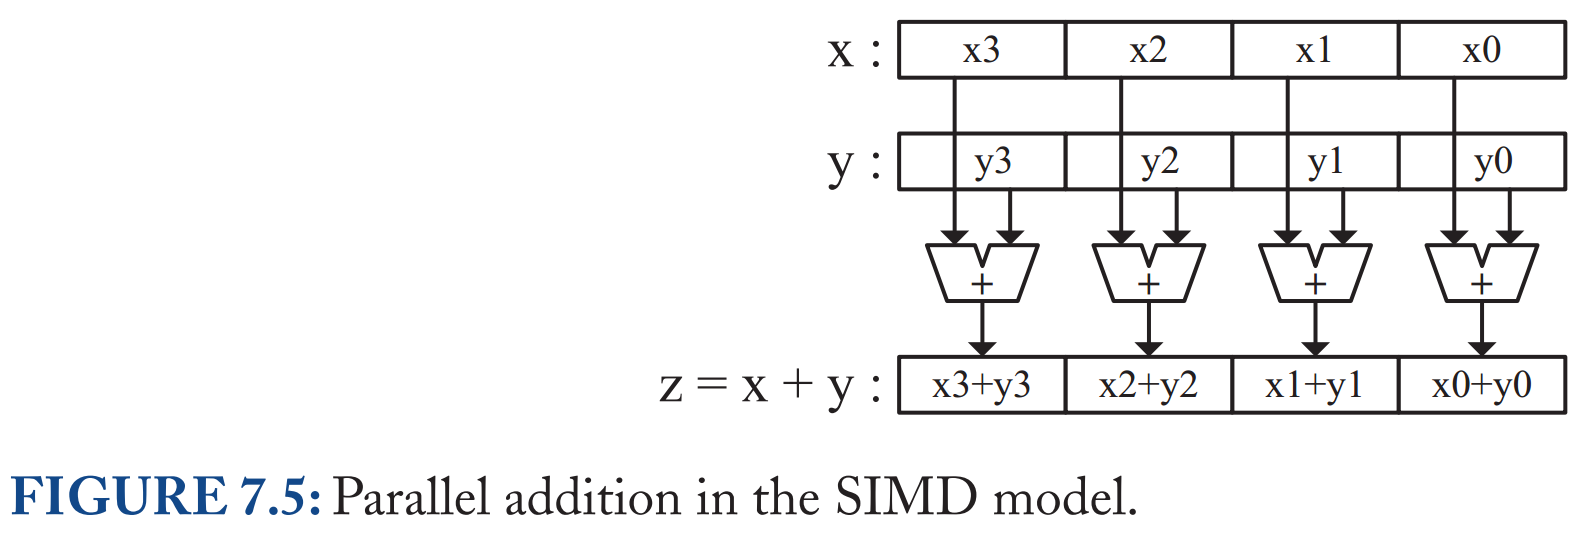 x : x3 x2 x1 x0
y : y3 y2 y1 y0
+ + + +
z = x + y : x3+y3 x2+y2 x1+y1 x0+y0
FIGURE 7.5: Parallel addition in the SIMD model.